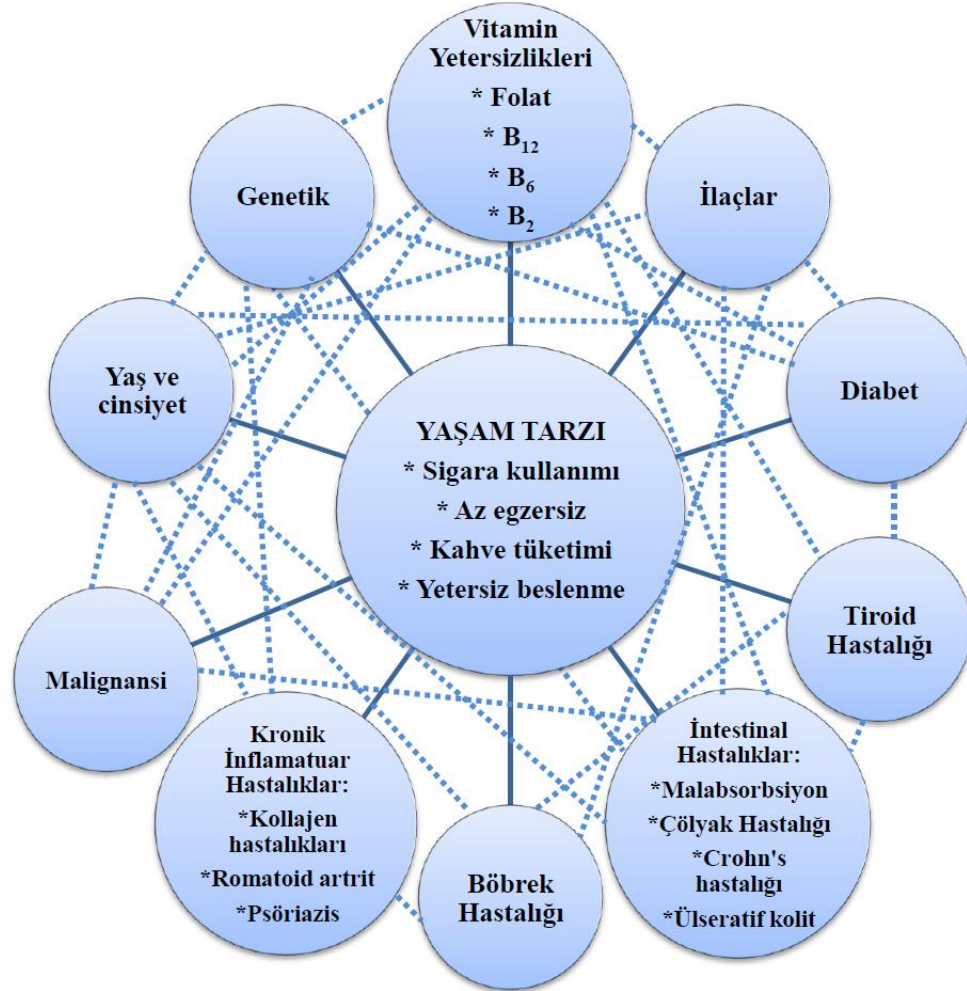 Vitamin
Yetersizlikleri
* Folat
* B₁₂
* B₆
* B₂
Genetik
İlaçlar
Yaş ve
cinsiyet
Diabet
YAŞAM TARZI
* Sigara kullanımı
* Az egzersiz
* Kahve tüketimi
* Yetersiz beslenme
Malignansi
Tiroid
Hastalığı
Kronik
İnflamatuar
Hastalıklar:
*Kollajen
hastalıkları
*Romatoid artrit
*Psöriazis
Böbrek
Hastalığı
İntestinal
Hastalıklar:
*Malabsorbsiyon
*Çölyak Hastalığı
*Crohn's
hastalığı
*Ülseratif kolit